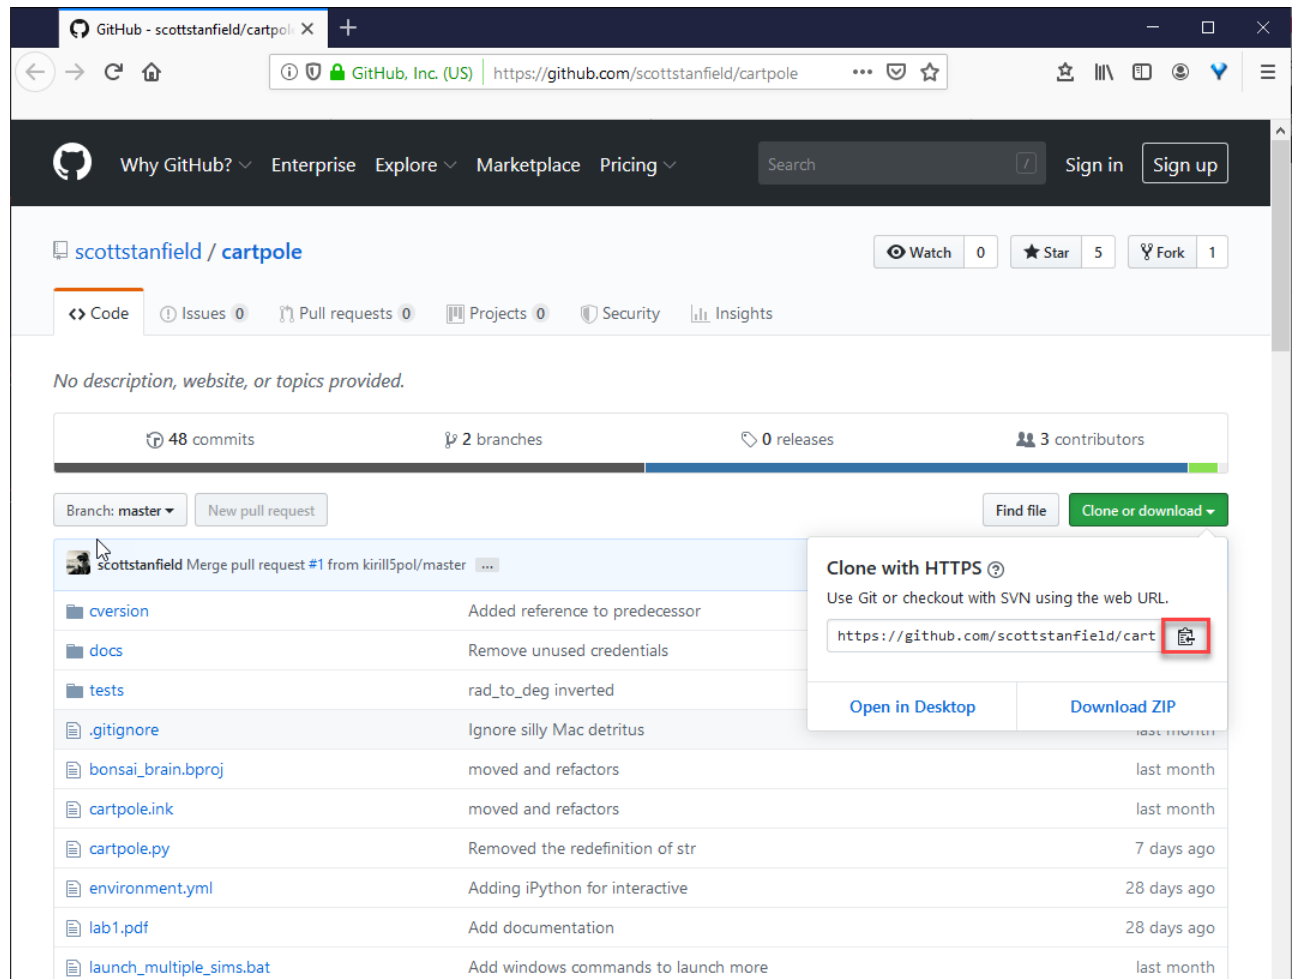 GitHub - scottstanfield/cartpol
GitHub, Inc. (US) https://github.com/scottstanfield/cartpole
Why GitHub? Enterprise Explore Marketplace Pricing Search / Sign in Sign up
scottstanfield / cartpole Watch 0 Star 5 Fork 1
Code Issues 0 Pull requests 0 Projects 0 Security Insights
No description, website, or topics provided.
48 commits 2 branches 0 releases 3 contributors
Branch: master New pull request Find file Clone or download
scottstanfield Merge pull request #1 from kirill5pol/master ...
Clone with HTTPS ?
Use Git or checkout with SVN using the web URL.
https://github.com/scottstanfield/cart
Open in Desktop Download ZIP
cversion Added reference to predecessor
docs Remove unused credentials
tests rad_to_deg inverted
.gitignore Ignore silly Mac detritus last month
bonsai_brain.bproj moved and refactors last month
cartpole.ink moved and refactors last month
cartpole.py Removed the redefinition of str 7 days ago
environment.yml Adding iPython for interactive 28 days ago
lab1.pdf Add documentation 28 days ago
launch_multiple_sims.bat Add windows commands to launch more last month